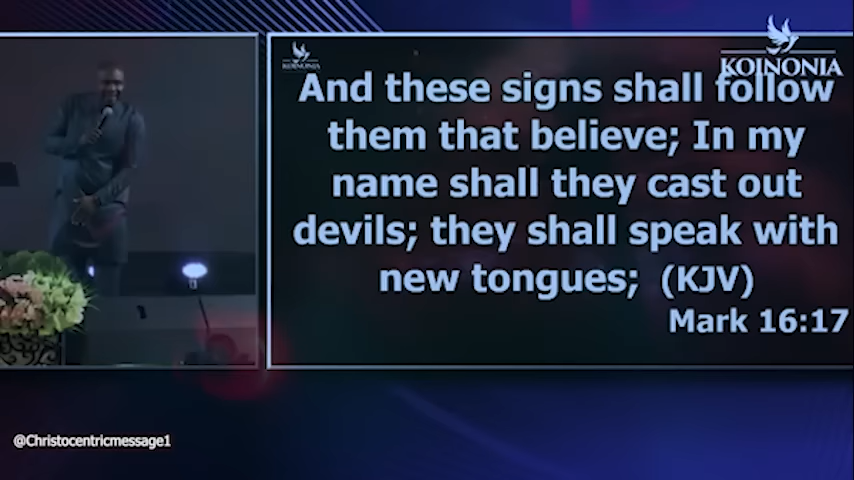 KOINONIA
KOINONIA
And these signs shall follow
them that believe; In my
name shall they cast out
devils; they shall speak with
new tongues;  (KJV)
Mark 16:17
@Christocentricmessage1